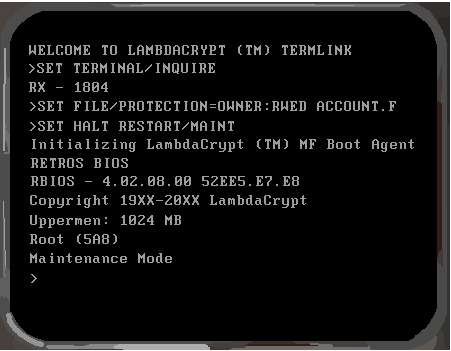 WELCOME TO LAMBDACRYPT (TM) TERMLINK
>SET TERMINAL/INQUIRE
RX - 1804
>SET FILE/PROTECTION=OWNER:RWED ACCOUNT.F
>SET HALT RESTART/MAINT
Initializing LambdaCrypt (TM) MF Boot Agent
RETROS BIOS
RBIOS - 4.02.08.00 52EE5.E7.E8
Copyright 19XX-20XX LambdaCrypt
Uppermen: 1024 MB
Root (5A8)
Maintenance Mode
>